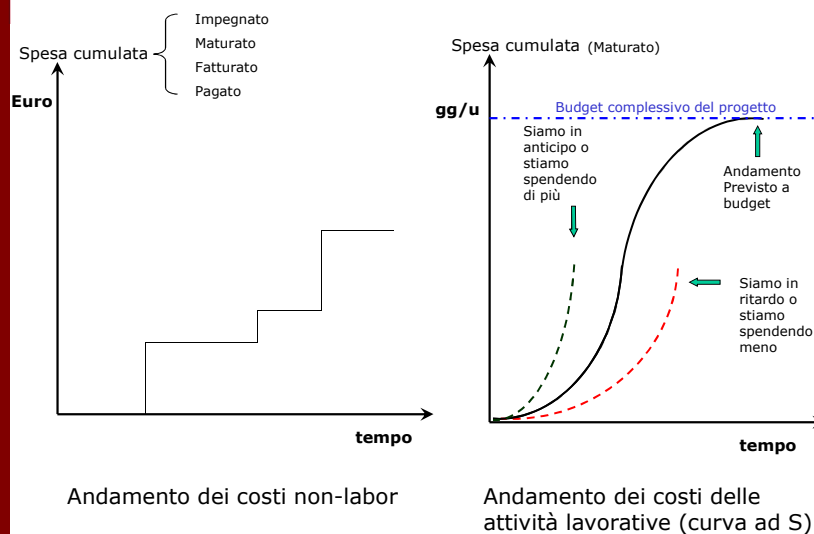 Spesa cumulata
Impegnato
Maturato
Fatturato
Pagato
Euro
tempo
Andamento dei costi non-labor
Spesa cumulata (Maturato)
gg/u
Budget complessivo del progetto
Siamo in
anticipo o
stiamo
spendendo
di più
Andamento
Previsto a
budget
Siamo in
ritardo o
stiamo
spendendo
meno
tempo
Andamento dei costi delle
attività lavorative (curva ad S)